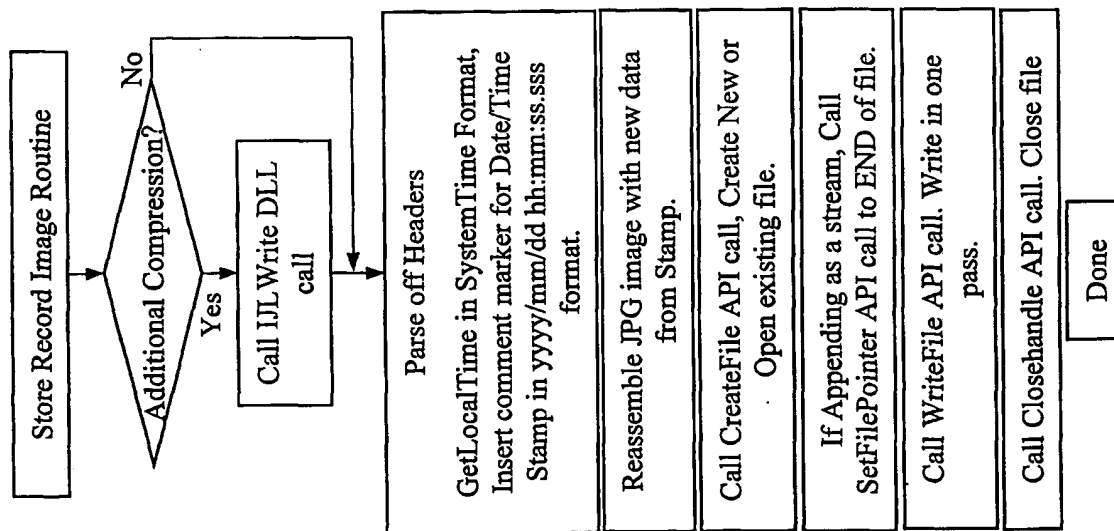 Store Record Image Routine
Additional Compression?
No
Yes
Call IJL Write DLL
call
Parse off Headers
GetLocalTime in SystemTime Format,
Insert comment marker for Date/Time
Stamp in yyyy/mm/dd hh:mm:ss.sss
format.
Reassemble JPG image with new data
from Stamp.
Call CreateFile API call, Create New or
Open existing file.
If Appending as a stream, Call
SetFilePointer API call to END of file.
Call WriteFile API call. Write in one
pass.
Call Closehandle API call. Close file
Done